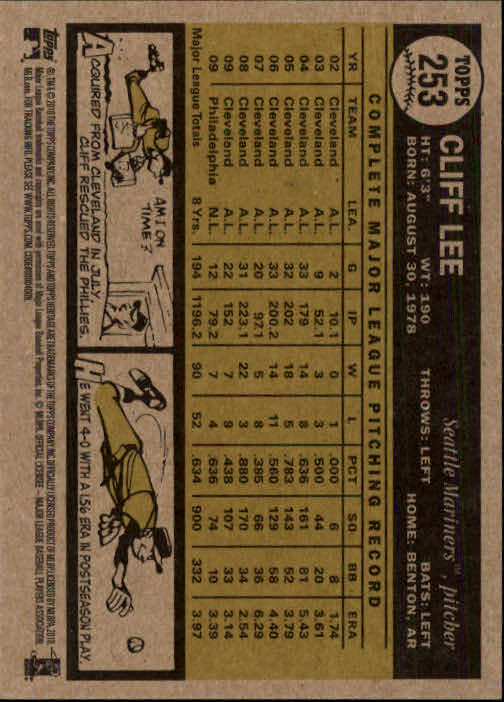 TOPPS
253
CLIFF LEE
Seattle Mariners™, pitcher
HT: 6'3" WT: 190 THROWS: LEFT BATS: LEFT
BORN: AUGUST 30, 1978 HOME: BENTON, AR
COMPLETE MAJOR LEAGUE PITCHING RECORD
YR TEAM LEA. G IP W L PCT SO BB ERA
02 Cleveland A.L. 2 10.1 0 1 .000 6 8 1.74
03 Cleveland A.L. 9 52.1 3 3 .500 44 20 3.61
04 Cleveland A.L. 33 179 14 8 .636 161 81 5.43
05 Cleveland A.L. 32 202 18 5 .783 143 52 3.79
06 Cleveland A.L. 33 200.2 14 11 .560 129 58 4.40
07 Cleveland A.L. 20 97.1 5 8 .385 66 36 6.29
08 Cleveland A.L. 31 223.1 22 3 .880 170 34 2.54
09 Cleveland A.L. 22 152 7 9 .438 107 33 3.14
09 Philadelphia N.L. 12 79.2 7 4 .636 74 10 3.39
Major League Totals 8 Yrs. 194 1196.2 90 52 .634 900 332 3.97
AM I ON
TIME?
ACQUIRED FROM CLEVELAND IN JULY,
CLIFF RESCUED THE PHILLIES.
HE WENT 4-0 WITH A 1.56 ERA IN POSTSEASON PLAY.
Topps